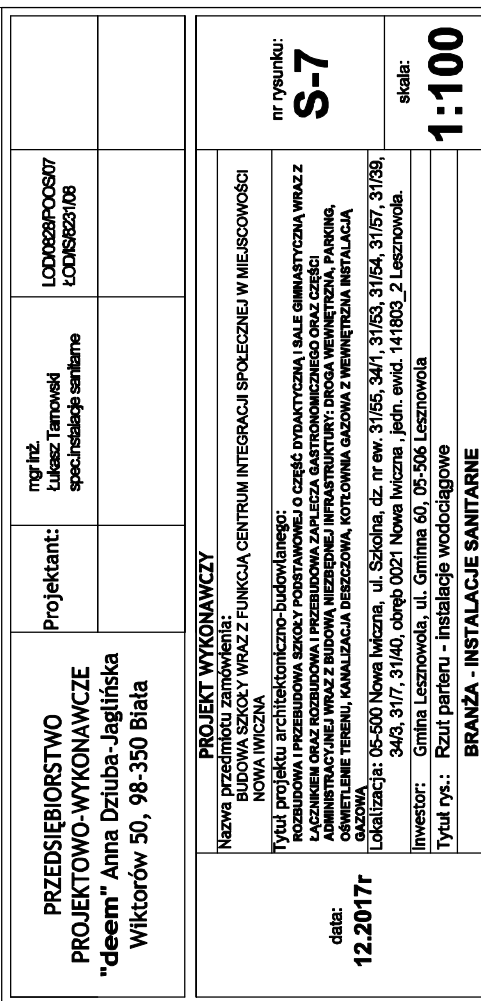 PRZEDSIĘBIORSTWO
PROJEKTOWO-WYKONAWCZE
"deem" Anna Dziuba-Jaglińska
Wiktorów 50, 98-350 Biała
Projektant:
mgr inż.
Łukasz Tarnowski
spec.instalacje sanitarne
LOD/0828/POOS/07
ŁOD/IS/8231/08
data:
12.2017r
PROJEKT WYKONAWCZY
Nazwa przedmiotu zamówienia:
BUDOWA SZKOŁY WRAZ Z FUNKCJĄ CENTRUM INTEGRACJI SPOŁECZNEJ W MIEJSCOWOŚCI
NOWA IWICZNA
Tytuł projektu architektoniczno-budowlanego:
ROZBUDOWA I PRZEBUDOWA SZKOŁY PODSTAWOWEJ O CZĘŚĆ DYDAKTYCZNĄ I SALE GIMNASTYCZNĄ WRAZ Z
ŁĄCZNIKIEM ORAZ ROZBUDOWA I PRZEBUDOWA ZAPLECZA GASTRONOMICZNEGO ORAZ CZĘŚCI
ADMINISTRACYJNEJ WRAZ Z BUDOWĄ NIEZBĘDNEJ INFRASTRUKTURY: DROGA WEWNĘTRZNA, PARKING,
OŚWIETLENIE TERENU, KANALIZACJA DESZCZOWA, KOTŁOWNIA GAZOWA Z WEWNĘTRZNA INSTALACJĄ
GAZOWĄ
Lokalizacja: 05-500 Nowa Iwiczna, ul. Szkolna, dz. nr ew. 31/55, 34/1, 31/53, 31/54, 31/57, 31/39,
34/3, 31/7, 31/40, obręb 0021 Nowa Iwiczna , jedn. ewid. 141803_2 Lesznowola.
Inwestor: Gmina Lesznowola, ul. Gminna 60, 05-506 Lesznowola
Tytuł rys.: Rzut parteru - instalacje wodociągowe
BRANŻA - INSTALACJE SANITARNE
nr rysunku:
S-7
skala:
1:100